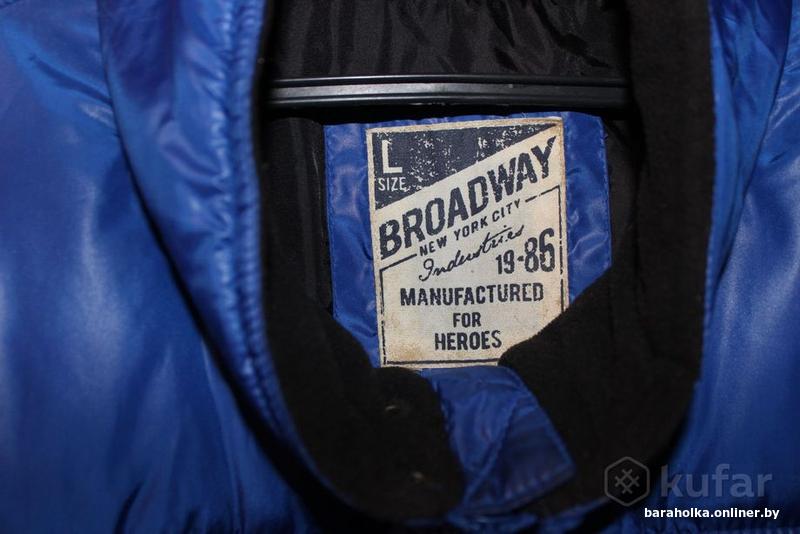 L
SIZE
BROADWAY
NEW YORK CITY
Industries
19-86
MANUFACTURED
FOR
HEROES
kufar
baraholka.onliner.by